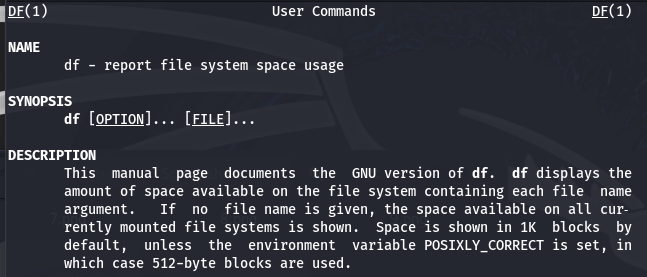 DF(1) User Commands DF(1)
NAME
df - report file system space usage
SYNOPSIS
df [OPTION]... [FILE]...
DESCRIPTION
This manual page documents the GNU version of df. df displays the
amount of space available on the file system containing each file name
argument. If no file name is given, the space available on all cur-
rently mounted file systems is shown. Space is shown in 1K blocks by
default, unless the environment variable POSIXLY_CORRECT is set, in
which case 512-byte blocks are used.